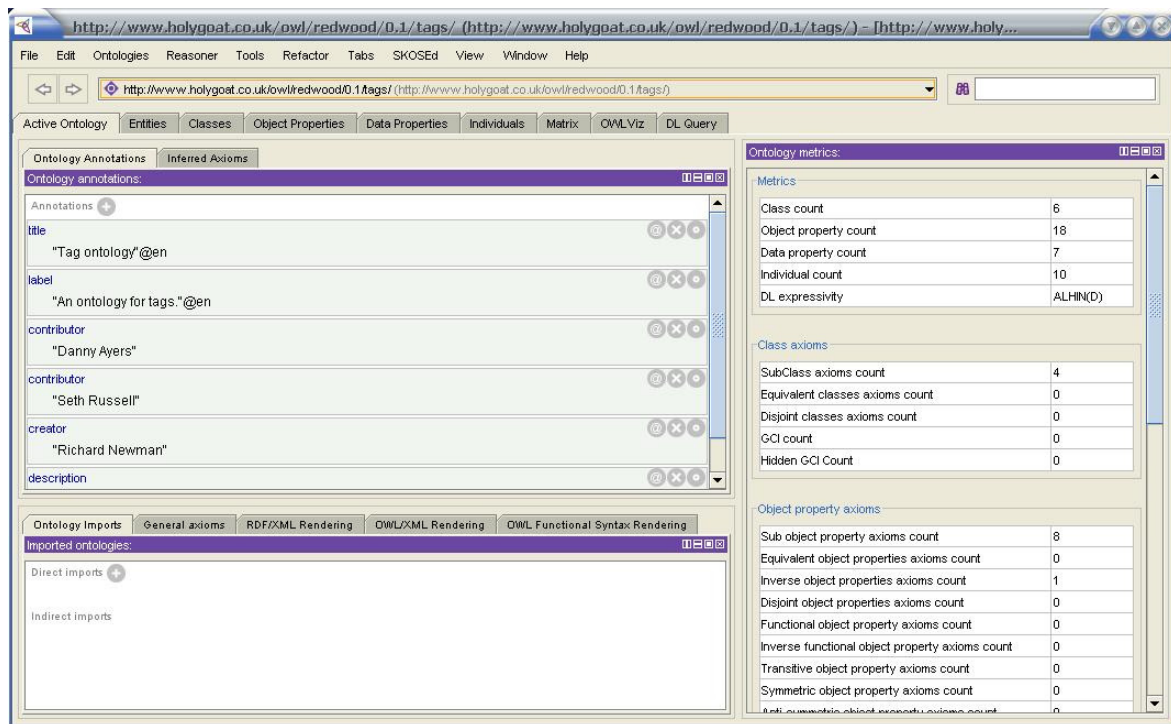 http://www.holygoat.co.uk/owl/redwood/0.1/tags/ (http://www.holygoat.co.uk/owl/redwood/0.1/tags/) - [http://www.holy...
File Edit Ontologies Reasoner Tools Refactor Tabs SKOSEd View Window Help
http://www.holygoat.co.uk/owl/redwood/0.1/tags/ (http://www.holygoat.co.uk/owl/redwood/0.1/tags/)
Active Ontology Entities Classes Object Properties Data Properties Individuals Matrix OWLViz DL Query
Ontology Annotations Inferred Axioms
Ontology annotations:
Annotations
title
"Tag ontology"@en
label
"An ontology for tags."@en
contributor
"Danny Ayers"
contributor
"Seth Russell"
creator
"Richard Newman"
description
Ontology Imports General axioms RDF/XML Rendering OWL/XML Rendering OWL Functional Syntax Rendering
Imported ontologies:
Direct imports
Indirect imports
Ontology metrics:
Metrics
Class count 6
Object property count 18
Data property count 7
Individual count 10
DL expressivity ALHIN(D)
Class axioms
SubClass axioms count 4
Equivalent classes axioms count 0
Disjoint classes axioms count 0
GCI count 0
Hidden GCI Count 0
Object property axioms
Sub object property axioms count 8
Equivalent object properties axioms count 0
Inverse object properties axioms count 1
Disjoint object properties axioms count 0
Functional object property axioms count 0
Inverse functional object property axioms count 0
Transitive object property axioms count 0
Symmetric object property axioms count 0
Anti-symmetric object property axioms count 0